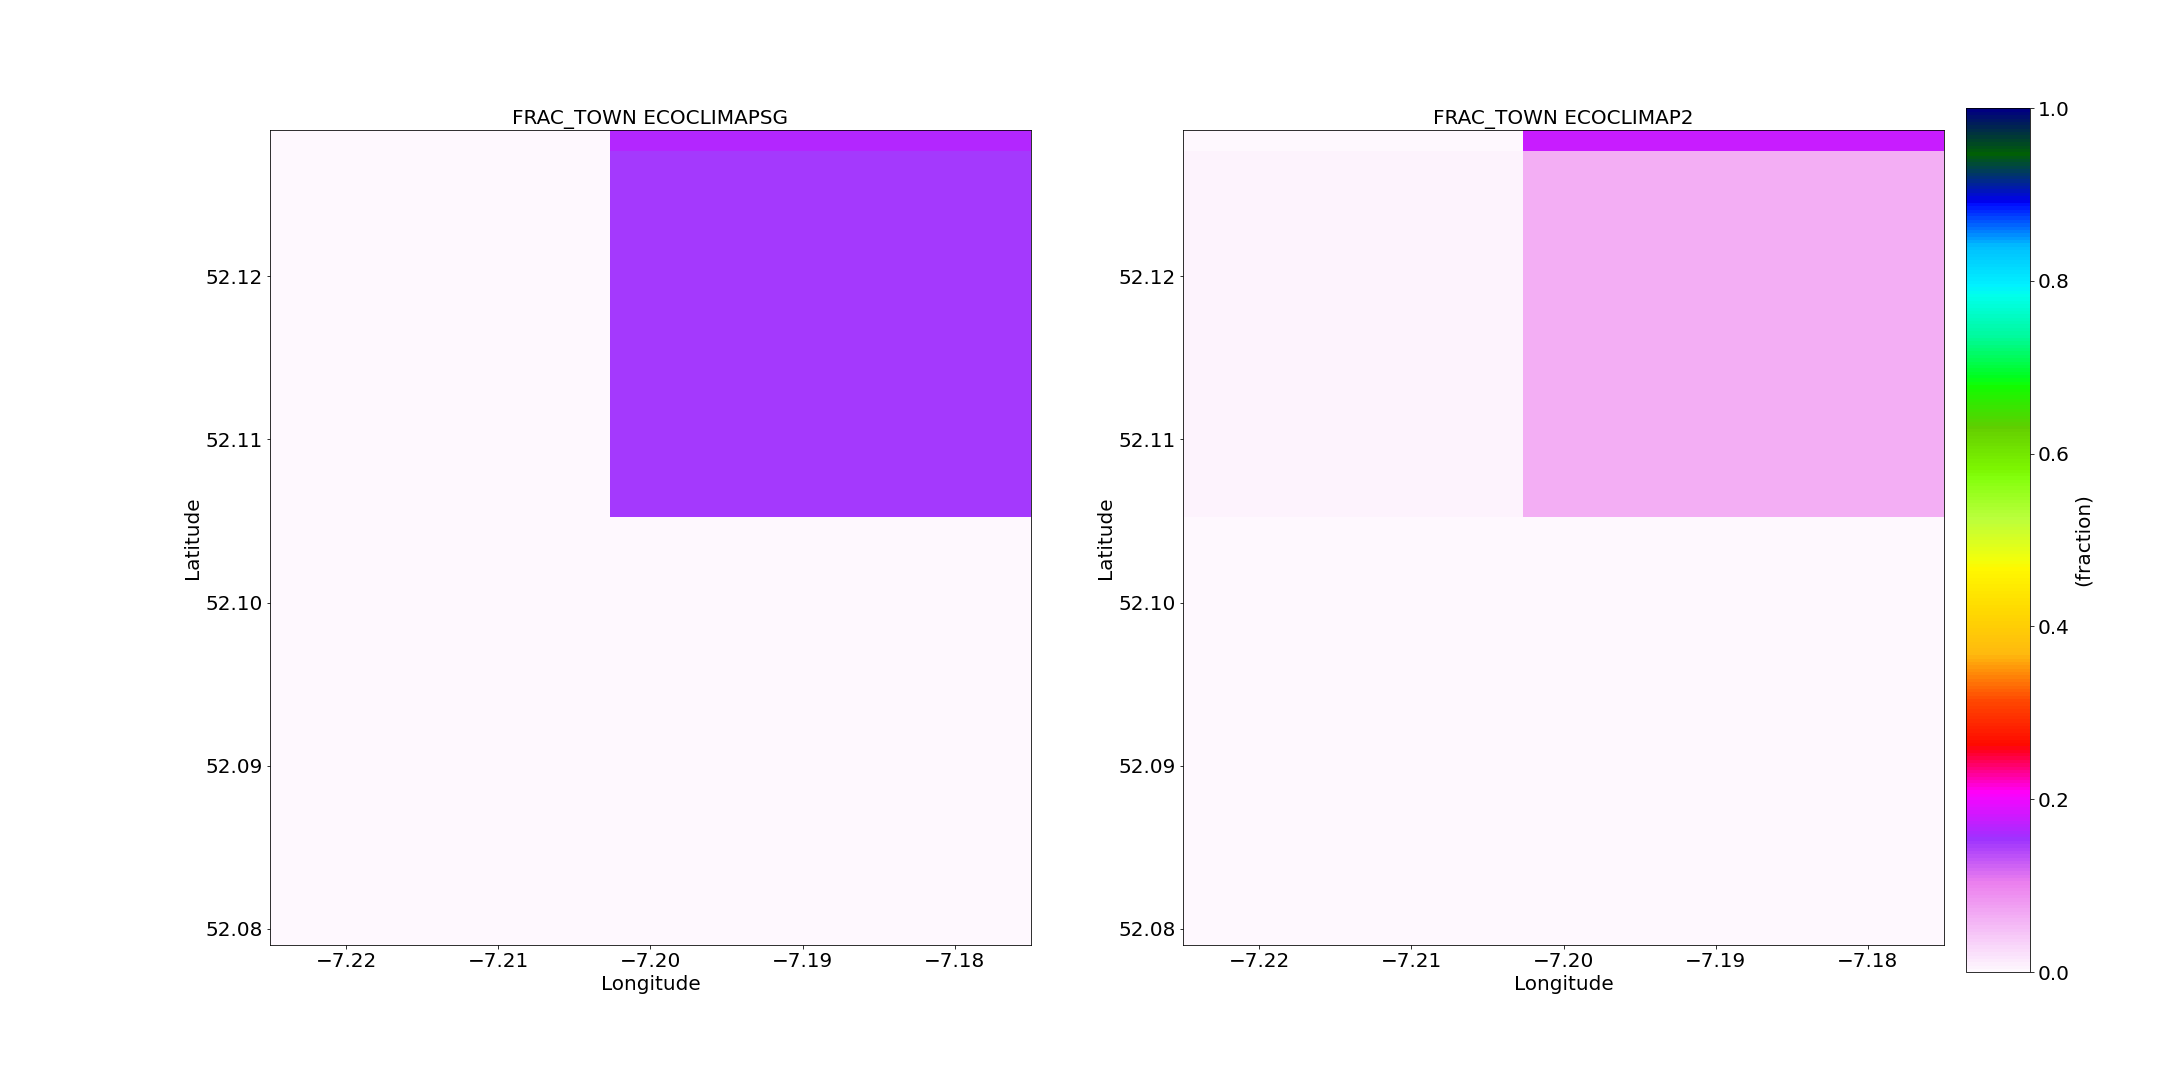 FRAC_TOWN ECOCLIMAPSG
52.12
52.11
52.10
52.09
52.08
Latitude
−7.22 −7.21 −7.20 −7.19 −7.18
Longitude
FRAC_TOWN ECOCLIMAP2
52.12
52.11
52.10
52.09
52.08
Latitude
−7.22 −7.21 −7.20 −7.19 −7.18
Longitude
1.0
0.8
0.6
0.4
0.2
0.0
(fraction)